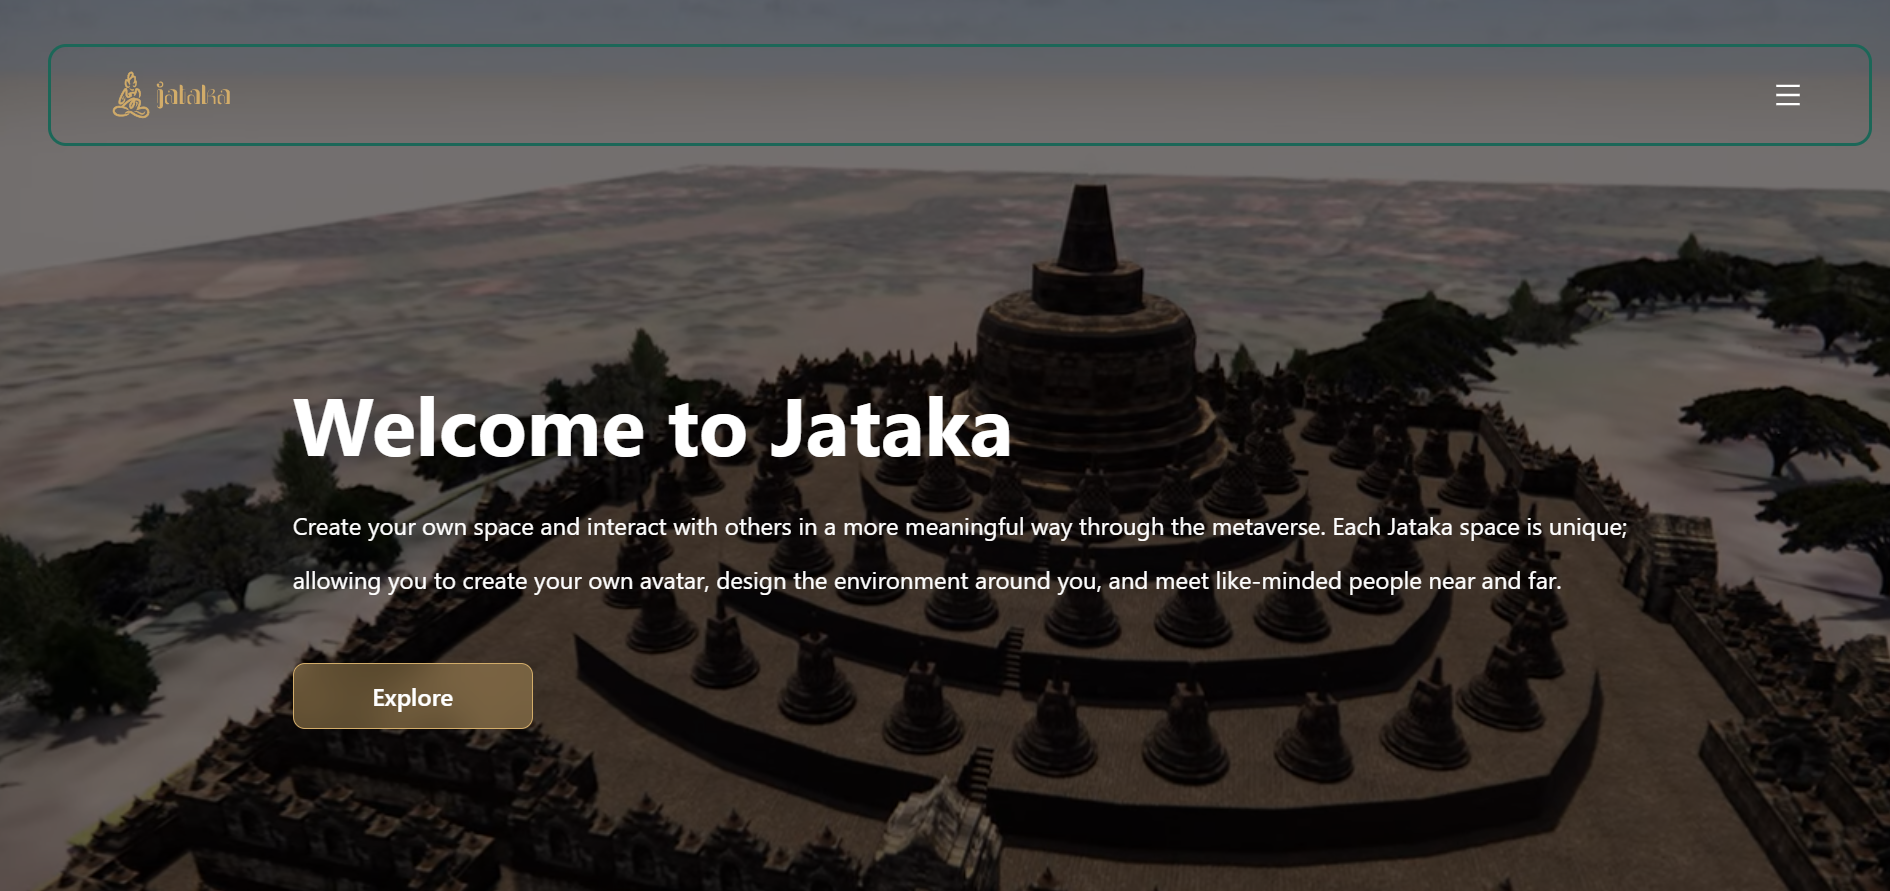 jataka
Welcome to Jataka
Create your own space and interact with others in a more meaningful way through the metaverse. Each Jataka space is unique;
allowing you to create your own avatar, design the environment around you, and meet like-minded people near and far.
Explore